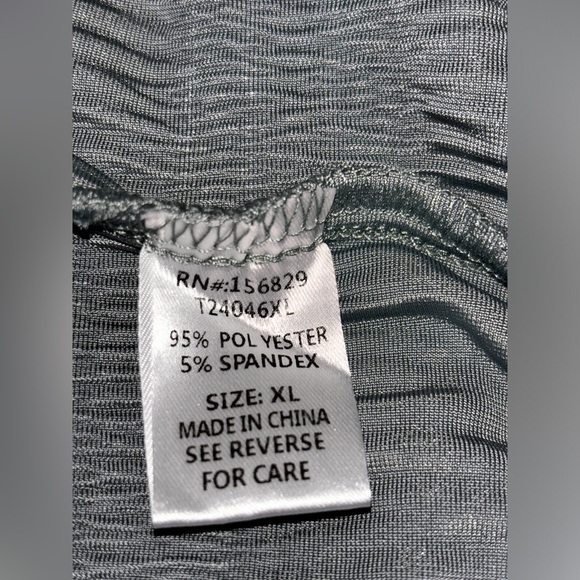 RN#:156829
T24046XL
95% POLYESTER
5% SPANDEX
SIZE: XL
MADE IN CHINA
SEE REVERSE
FOR CARE